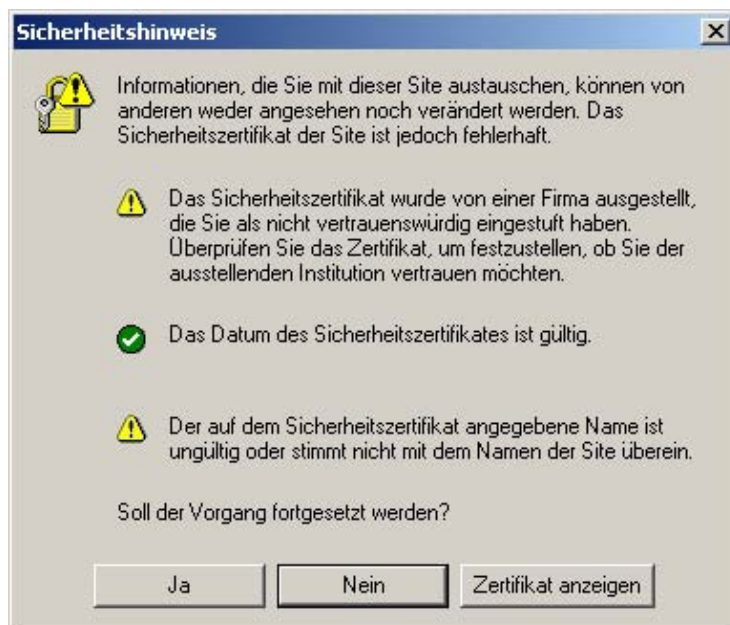 Sicherheitshinweis
Informationen, die Sie mit dieser Site austauschen, können von
anderen weder angesehen noch verändert werden. Das
Sicherheitszertifikat der Site ist jedoch fehlerhaft.
Das Sicherheitszertifikat wurde von einer Firma ausgestellt,
die Sie als nicht vertrauenswürdig eingestuft haben.
Überprüfen Sie das Zertifikat, um festzustellen, ob Sie der
ausstellenden Institution vertrauen möchten.
Das Datum des Sicherheitszertifikates ist gültig.
Der auf dem Sicherheitszertifikat angegebene Name ist
ungültig oder stimmt nicht mit dem Namen der Site überein.
Soll der Vorgang fortgesetzt werden?
Ja Nein Zertifikat anzeigen